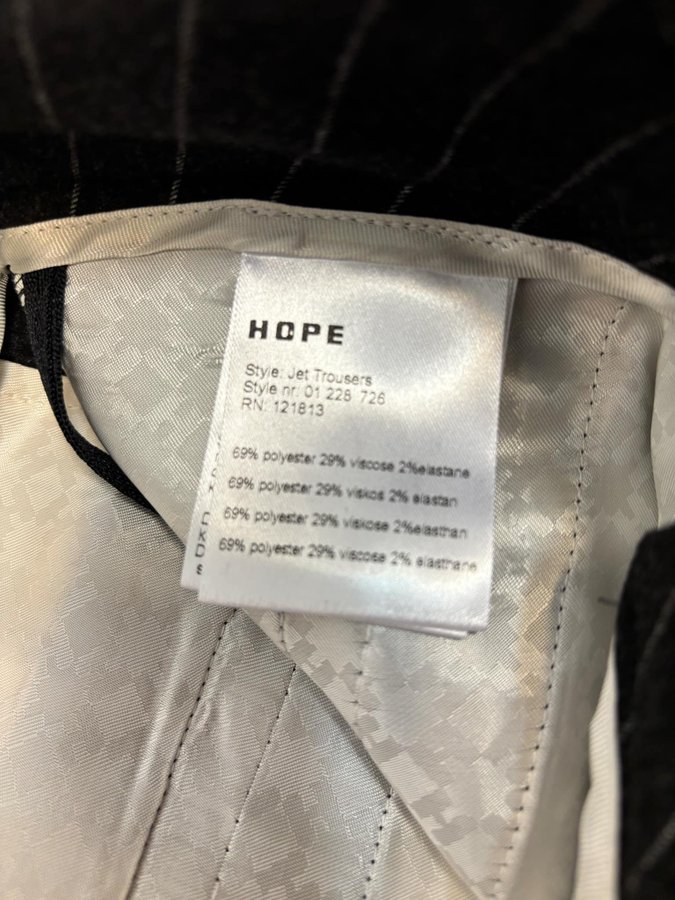 HOPE
Style: Jet Trousers
Style nr: 01 228 726
RN: 121813
69% polyester 29% viscose 2%elastane
69% polyester 29% viskos 2% elastan
69% polyester 29% viskose 2%elasthan
69% polyester 29% viscose 2% elasthanne